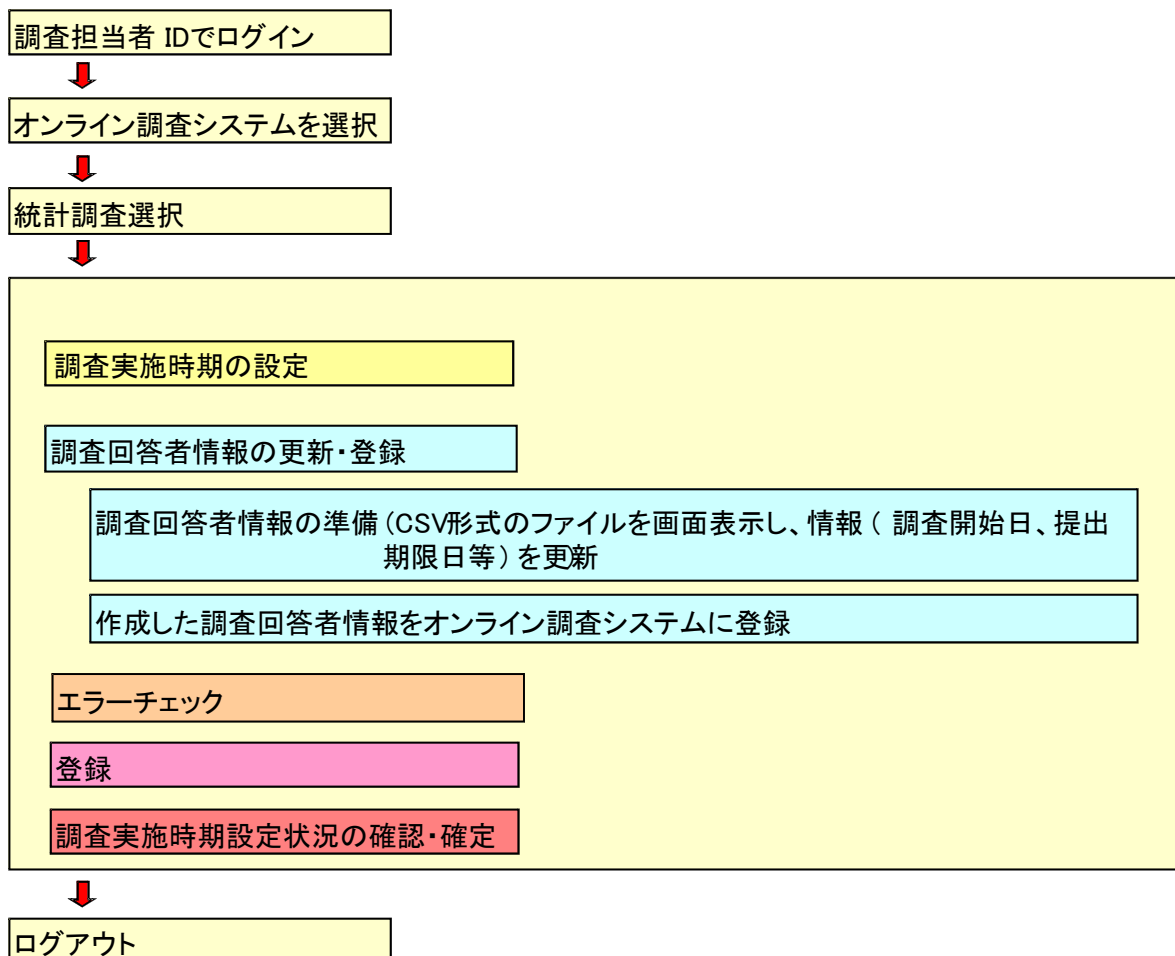 調査担当者 IDでログイン
オンライン調査システムを選択
統計調査選択
調査実施時期の設定
調査回答者情報の更新・登録
調査回答者情報の準備(CSV形式のファイルを画面表示し、情報( 調査開始日、提出
期限日等)を更新
作成した調査回答者情報をオンライン調査システムに登録
エラーチェック
登録
調査実施時期設定状況の確認・確定
ログアウト